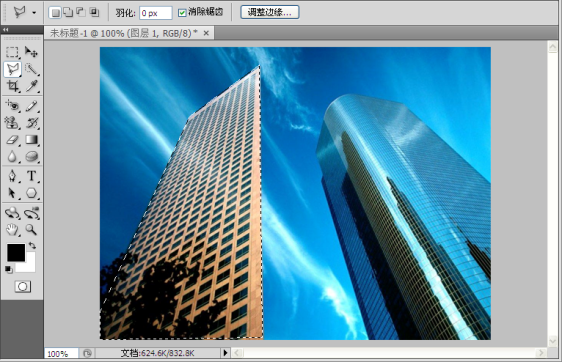 羽化: 0 px 消除锯齿 调整边缘...
未标题-1 @ 100% (图层 1, RGB/8) * ×
T
100% 文档:624.6K/832.8K